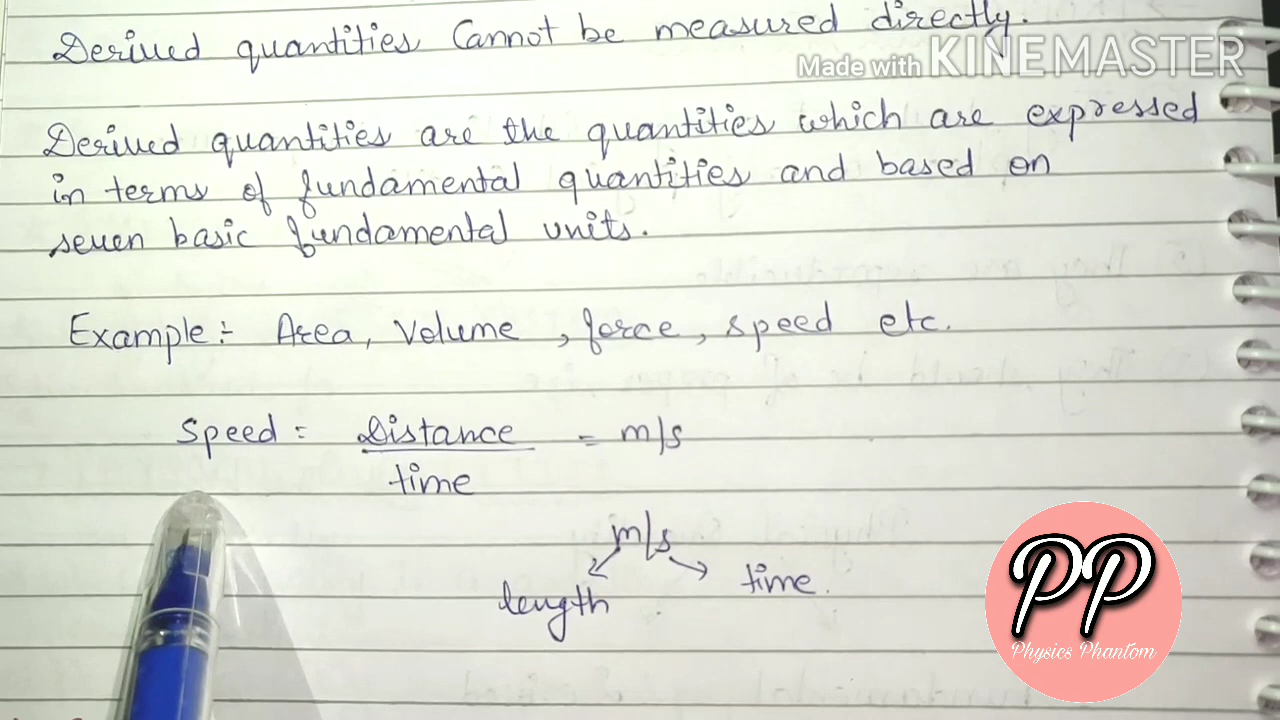 Derived quantities Cannot be measured directly.
Made with KINEMASTER
Derived quantities are the quantities which are expressed
in terms of fundamental quantities and based on
seven basic fundamental units.
Example:- Area, Volume, force, speed etc.
Speed = Distance = m/s
time
m/s
length time.
PP
Physics Phantom